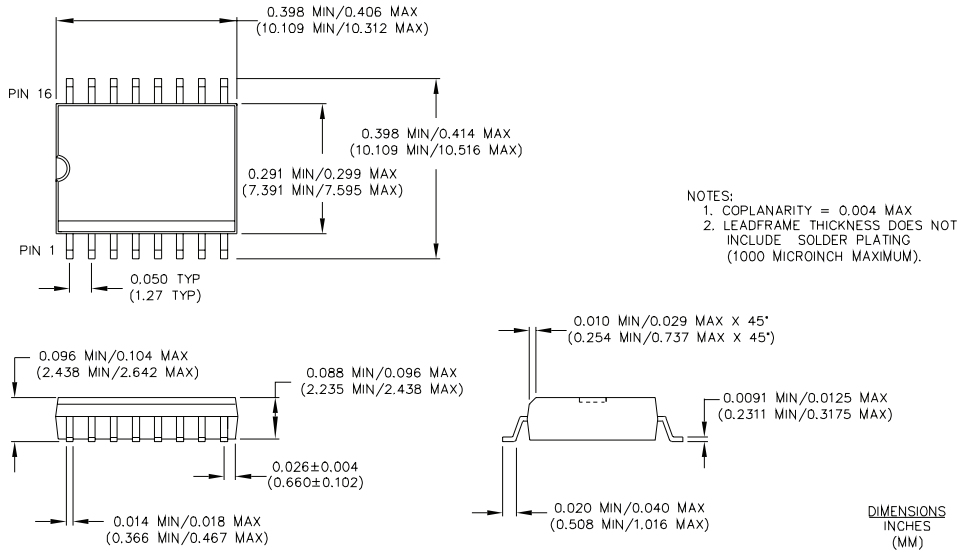 0.398 MIN/0.406 MAX
(10.109 MIN/10.312 MAX)
PIN 16
0.398 MIN/0.414 MAX
(10.109 MIN/10.516 MAX)
0.291 MIN/0.299 MAX
(7.391 MIN/7.595 MAX)
PIN 1
0.050 TYP
(1.27 TYP)
NOTES:
1. COPLANARITY = 0.004 MAX
2. LEADFRAME THICKNESS DOES NOT
INCLUDE SOLDER PLATING
(1000 MICROINCH MAXIMUM).
0.096 MIN/0.104 MAX
(2.438 MIN/2.642 MAX)
0.088 MIN/0.096 MAX
(2.235 MIN/2.438 MAX)
0.026±0.004
(0.660±0.102)
0.014 MIN/0.018 MAX
(0.366 MIN/0.467 MAX)
0.010 MIN/0.029 MAX X 45°
(0.254 MIN/0.737 MAX X 45°)
0.0091 MIN/0.0125 MAX
(0.2311 MIN/0.3175 MAX)
0.020 MIN/0.040 MAX
(0.508 MIN/1.016 MAX)
DIMENSIONS
INCHES
(MM)